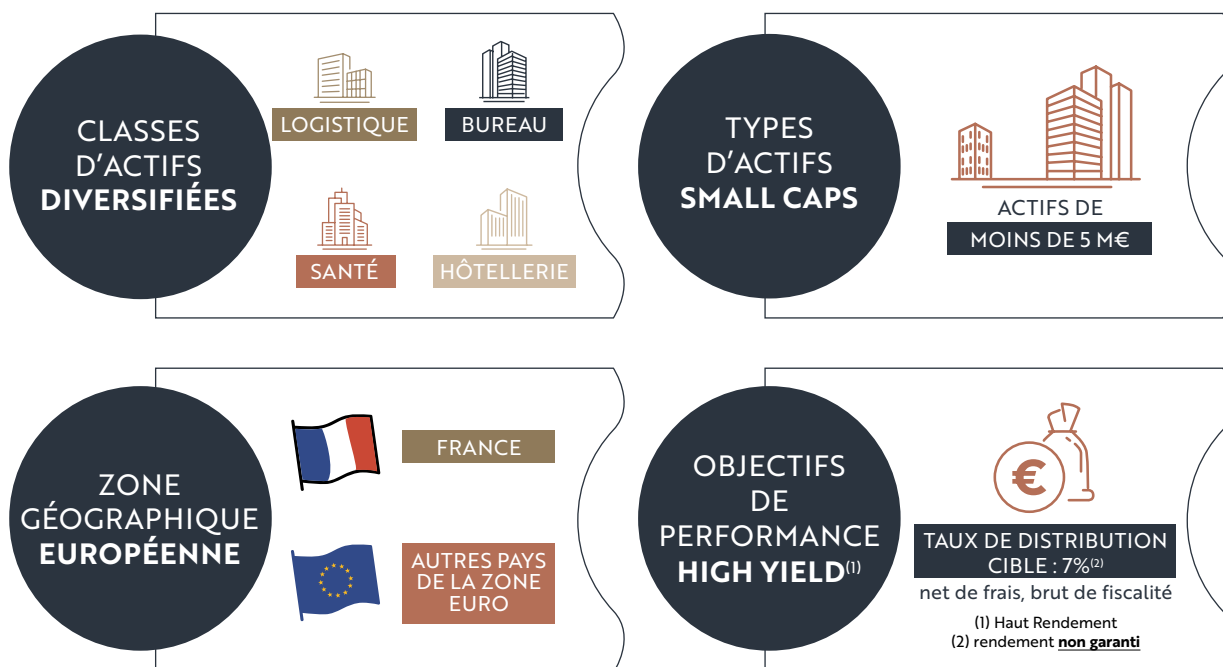 CLASSES
D'ACTIFS
DIVERSIFIÉES
LOGISTIQUE
BUREAU
SANTÉ
HÔTELLERIE
TYPES
D'ACTIFS
SMALL CAPS
ACTIFS DE
MOINS DE 5 M€
ZONE
GÉOGRAPHIQUE
EUROPÉENNE
FRANCE
AUTRES PAYS
DE LA ZONE
EURO
OBJECTIFS
DE
PERFORMANCE
HIGH YIELD(1)
€
TAUX DE DISTRIBUTION
CIBLE : 7%(2)
net de frais, brut de fiscalité
(1) Haut Rendement
(2) rendement non garanti